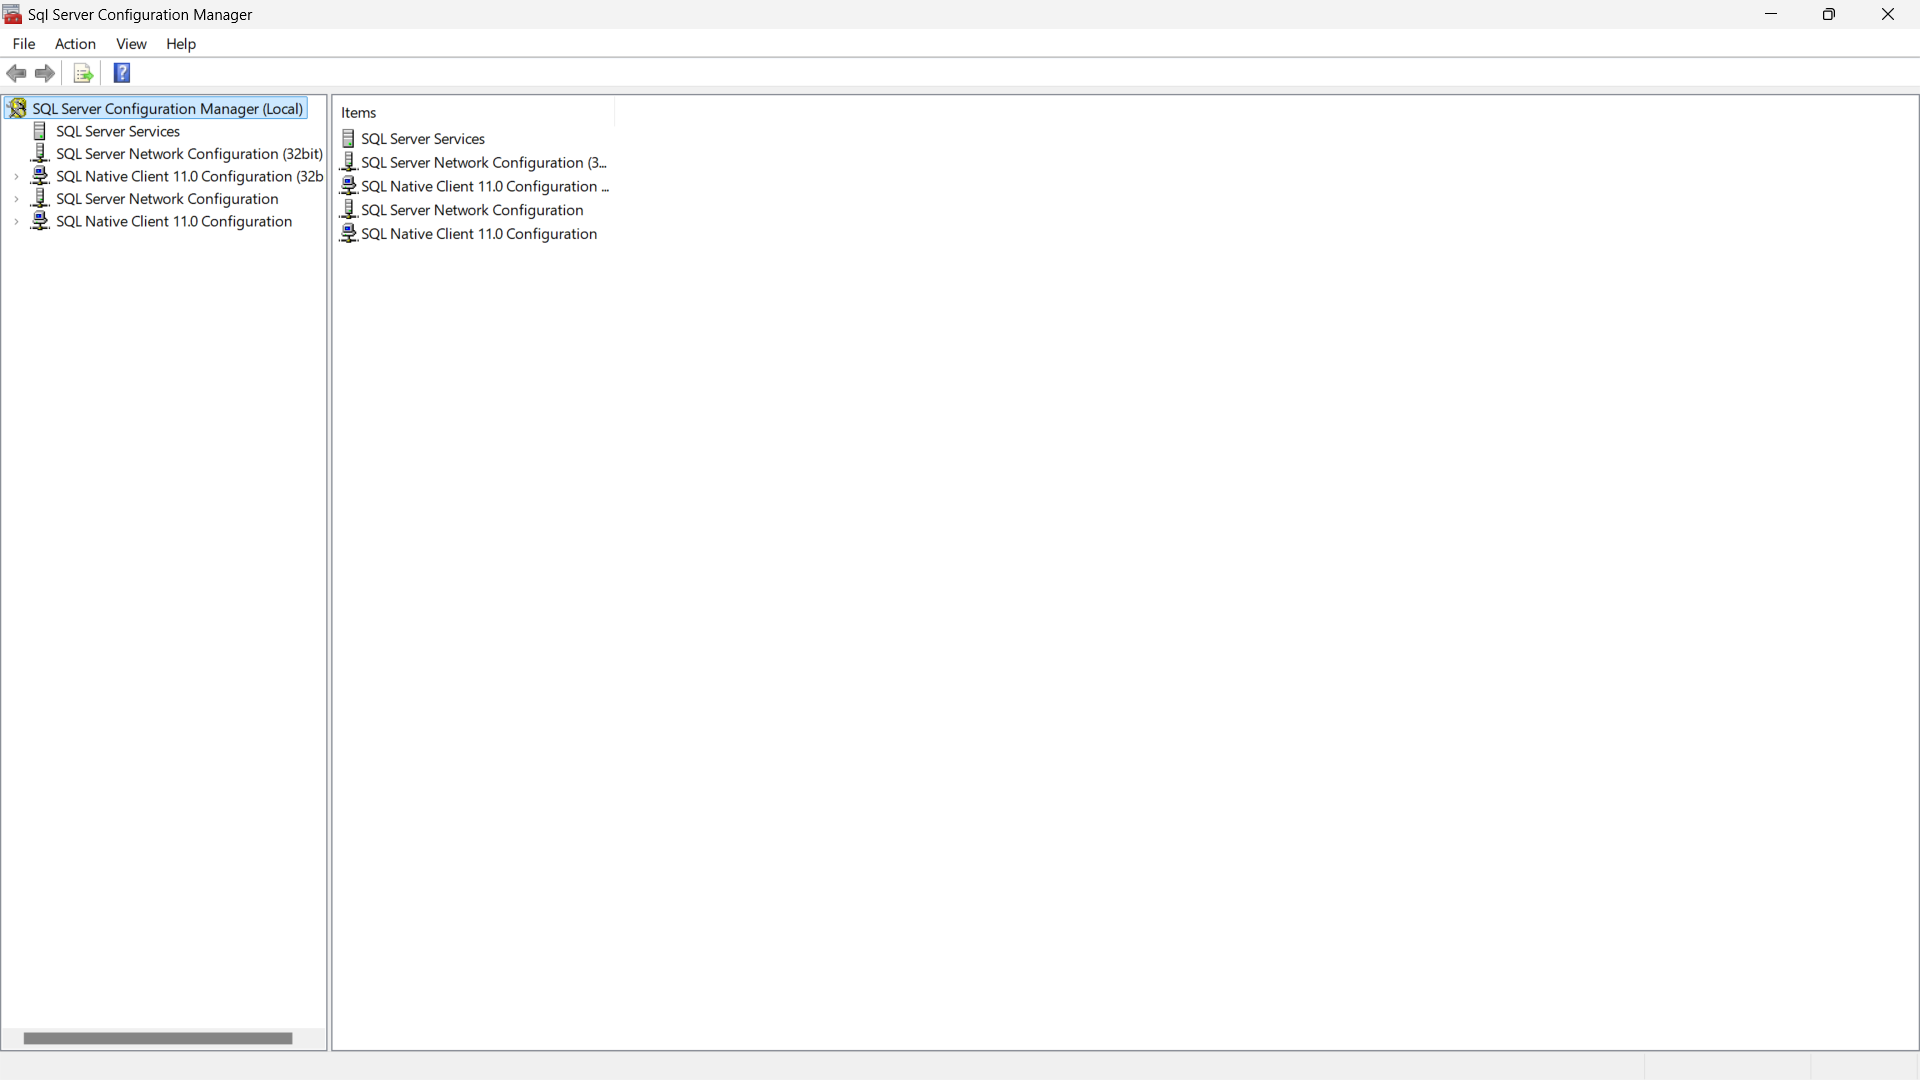 Sql Server Configuration Manager
File Action View Help
SQL Server Configuration Manager (Local)
SQL Server Services
SQL Server Network Configuration (32bit)
SQL Native Client 11.0 Configuration (32b
SQL Server Network Configuration
SQL Native Client 11.0 Configuration
Items
SQL Server Services
SQL Server Network Configuration (3...
SQL Native Client 11.0 Configuration ...
SQL Server Network Configuration
SQL Native Client 11.0 Configuration